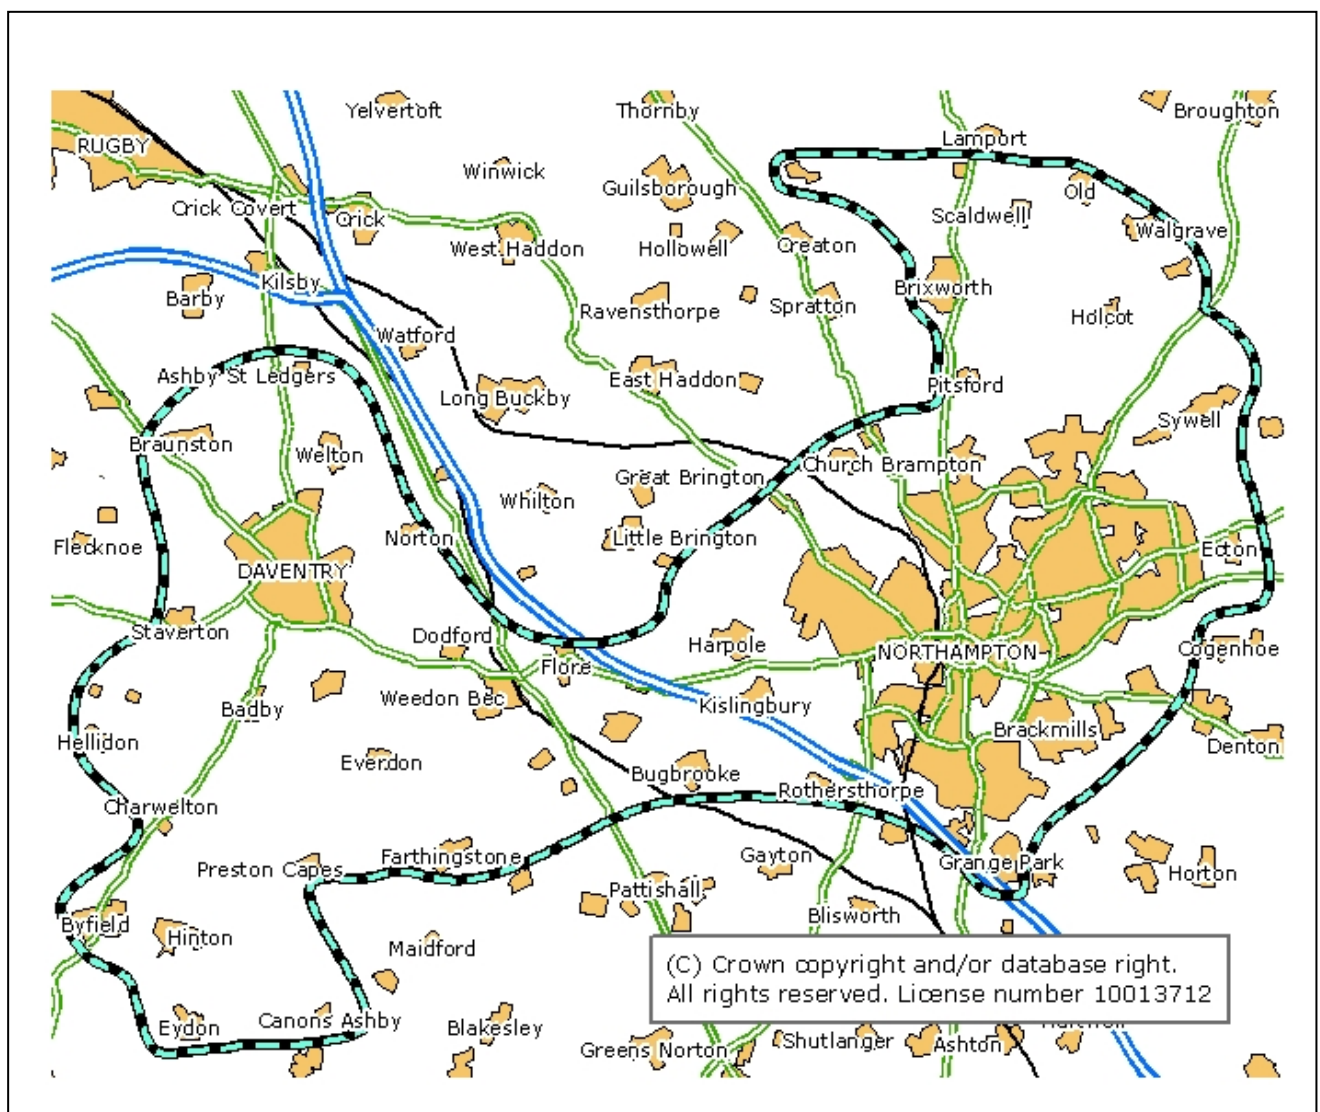 Yelvertoft
Thornby
Broughton
RUGBY
Lamport
Winwick
Guilsborough
Old
Crick Covert
Crick
Scaldwell
Walgrave
West Haddon
Hollowell
Creaton
Kilsby
Barby
Brixworth
Ravensthorpe
Spratton
Holcot
Watford
Ashby St Ledgers
East Haddon
Pitsford
Long Buckby
Sywell
Braunston
Welton
Church Brampton
Great Brington
Whilton
Flecknoe
Norton
Little Brington
Ecton
DAVENTRY
Staverton
Dodford
Harpole
NORTHAMPTON
Cogenhoe
Flore
Weedon Bec
Kislingbury
Badby
Brackmills
Hellidon
Denton
Everdon
Bugbrooke
Rothersthorpe
Charwelton
Preston Capes
Farthingstone
Gayton
Grange Park
Horton
Pattishall
Blisworth
Byfield
Hinton
Maidford
(C) Crown copyright and/or database right.
All rights reserved. License number 10013712
Eydon
Canons Ashby
Blakesley
Greens Norton
Shutlanger
Ashton